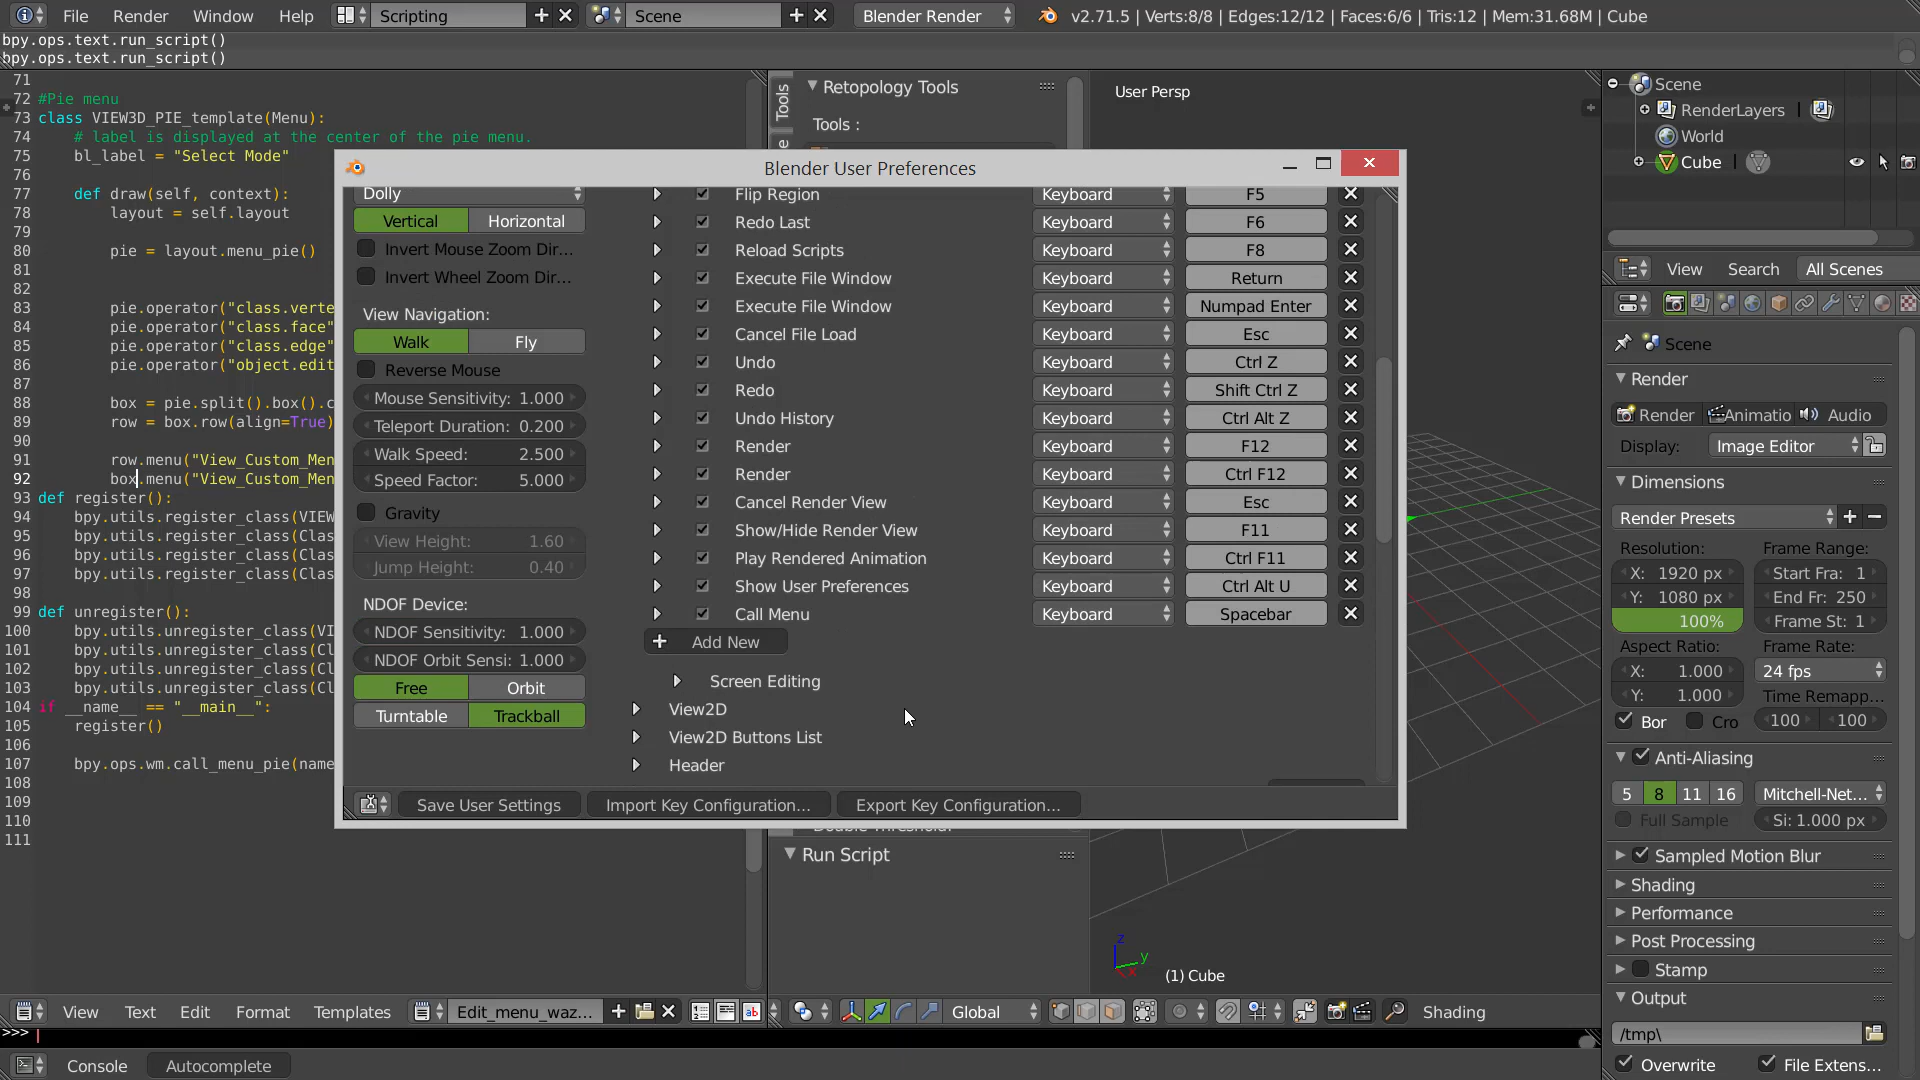 File Render Window Help Scripting Scene Blender Render v2.71.5 | Verts:8/8 | Edges:12/12 | Faces:6/6 | Tris:12 | Mem:31.68M | Cube
bpy.ops.text.run_script()
bpy.ops.text.run_script()
71
72 #Pie menu
73 class VIEW3D_PIE_template(Menu):
74 # label is displayed at the center of the pie menu.
75 bl_label = "Select Mode"
76
77 def draw(self, context):
78 layout = self.layout
79
80 pie = layout.menu_pie()
81
82
83 pie.operator("class.verte
84 pie.operator("class.face"
85 pie.operator("class.edge"
86 pie.operator("object.edit
87
88 box = pie.split().box().c
89 row = box.row(align=True)
90
91 row.menu("View_Custom_Men
92 box.menu("View_Custom_Men
93 def register():
94 bpy.utils.register_class(VIEW
95 bpy.utils.register_class(Clas
96 bpy.utils.register_class(Clas
97 bpy.utils.register_class(Clas
98
99 def unregister():
100 bpy.utils.unregister_class(VI
101 bpy.utils.unregister_class(Cl
102 bpy.utils.unregister_class(Cl
103 bpy.utils.unregister_class(Cl
104 if __name__ == "__main__":
105 register()
106
107 bpy.ops.wm.call_menu_pie(name
108
109
110
111
View Text Edit Format Templates Edit_menu_waz...
>>>
Console Autocomplete
Tools
Retopology Tools
Tools :
Run Script
User Persp
z
y
x
(1) Cube
Global
Shading
Blender User Preferences
Dolly
Vertical Horizontal
Invert Mouse Zoom Dir...
Invert Wheel Zoom Dir...
View Navigation:
Walk Fly
Reverse Mouse
Mouse Sensitivity: 1.000
Teleport Duration: 0.200
Walk Speed: 2.500
Speed Factor: 5.000
Gravity
View Height: 1.60
Jump Height: 0.40
NDOF Device:
NDOF Sensitivity: 1.000
NDOF Orbit Sensi: 1.000
Free Orbit
Turntable Trackball
Flip Region Keyboard F5
Redo Last Keyboard F6
Reload Scripts Keyboard F8
Execute File Window Keyboard Return
Execute File Window Keyboard Numpad Enter
Cancel File Load Keyboard Esc
Undo Keyboard Ctrl Z
Redo Keyboard Shift Ctrl Z
Undo History Keyboard Ctrl Alt Z
Render Keyboard F12
Render Keyboard Ctrl F12
Cancel Render View Keyboard Esc
Show/Hide Render View Keyboard F11
Play Rendered Animation Keyboard Ctrl F11
Show User Preferences Keyboard Ctrl Alt U
Call Menu Keyboard Spacebar
Add New
Screen Editing
View2D
View2D Buttons List
Header
Save User Settings Import Key Configuration... Export Key Configuration...
Scene
RenderLayers
World
Cube
View Search All Scenes
Scene
Render
Render Animatio Audio
Display: Image Editor
Dimensions
Render Presets
Resolution: Frame Range:
X: 1920 px Start Fra: 1
Y: 1080 px End Fr: 250
100% Frame St: 1
Aspect Ratio: Frame Rate:
X: 1.000 24 fps
Y: 1.000 Time Remapp...
Bor Cro 100 100
Anti-Aliasing
5 8 11 16 Mitchell-Net...
Full Sample Si: 1.000 px
Sampled Motion Blur
Shading
Performance
Post Processing
Stamp
Output
/tmp\
Overwrite File Extens...